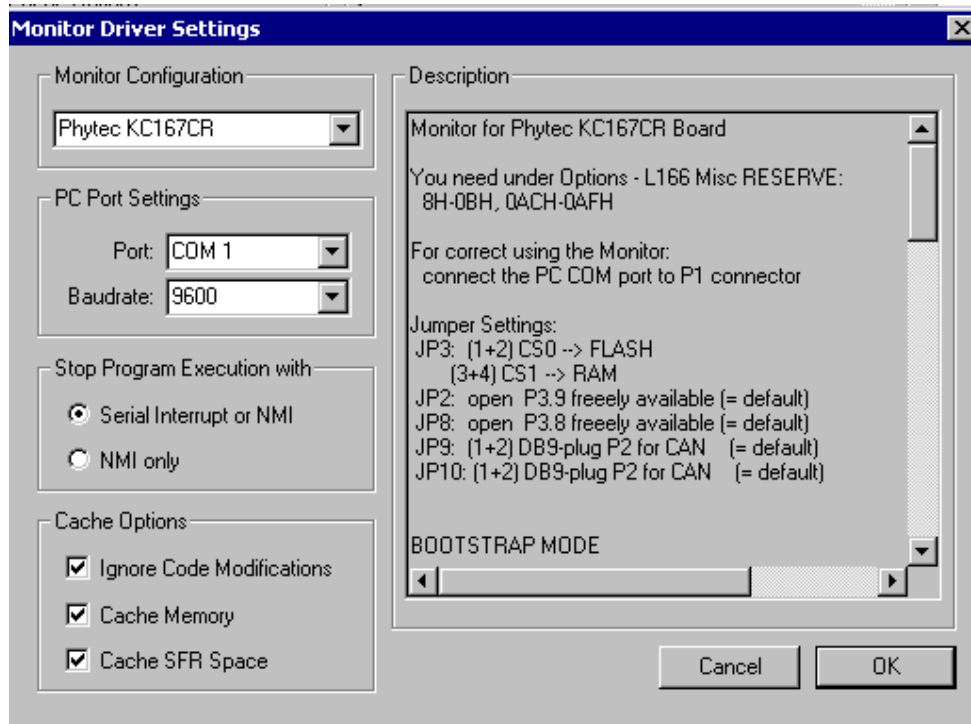 Monitor Driver Settings
Monitor Configuration
Phytec KC167CR
PC Port Settings
Port: COM 1
Baudrate: 9600
Stop Program Execution with
Serial Interrupt or NMI
NMI only
Cache Options
Ignore Code Modifications
Cache Memory
Cache SFR Space
Description
Monitor for Phytec KC167CR Board
You need under Options - L166 Misc RESERVE:
8H-0BH, 0ACH-0AFH
For correct using the Monitor:
connect the PC COM port to P1 connector
Jumper Settings:
JP3: (1+2) CS0 --> FLASH
(3+4) CS1 --> RAM
JP2: open P3.9 freeely available (= default)
JP8: open P3.8 freeely available (= default)
JP9: (1+2) DB9-plug P2 for CAN (= default)
JP10: (1+2) DB9-plug P2 for CAN (= default)
BOOTSTRAP MODE
Cancel
OK